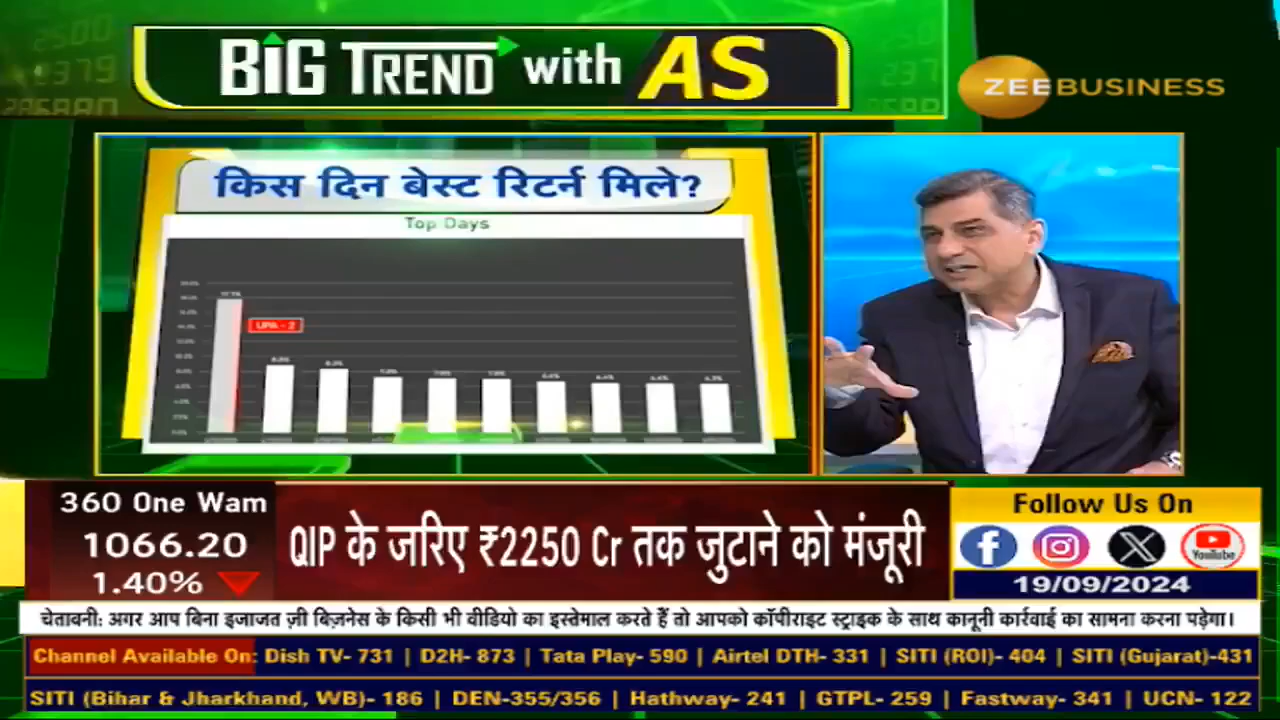 BIG TREND with AS
ZEE BUSINESS
किस दिन बेस्ट रिटर्न मिले?
Top Days
UPA - 2
360 One Wam
1066.20
1.40%
QIP के जरिए ₹2250 Cr तक जुटाने को मंजूरी
Follow Us On
YouTube
19/09/2024
चेतावनी: अगर आप बिना इजाजत ज़ी बिज़नेस के किसी भी वीडियो का इस्तेमाल करते हैं तो आपको कॉपीराइट स्ट्राइक के साथ कानूनी कार्रवाई का सामना करना पड़ेगा।
Channel Available On: Dish TV- 731 | D2H- 873 | Tata Play- 590 | Airtel DTH- 331 | SITI (ROI)- 404 | SITI (Gujarat)-431
SITI (Bihar & Jharkhand, WB)- 186 | DEN-355/356 | Hathway- 241 | GTPL- 259 | Fastway- 341 | UCN- 122